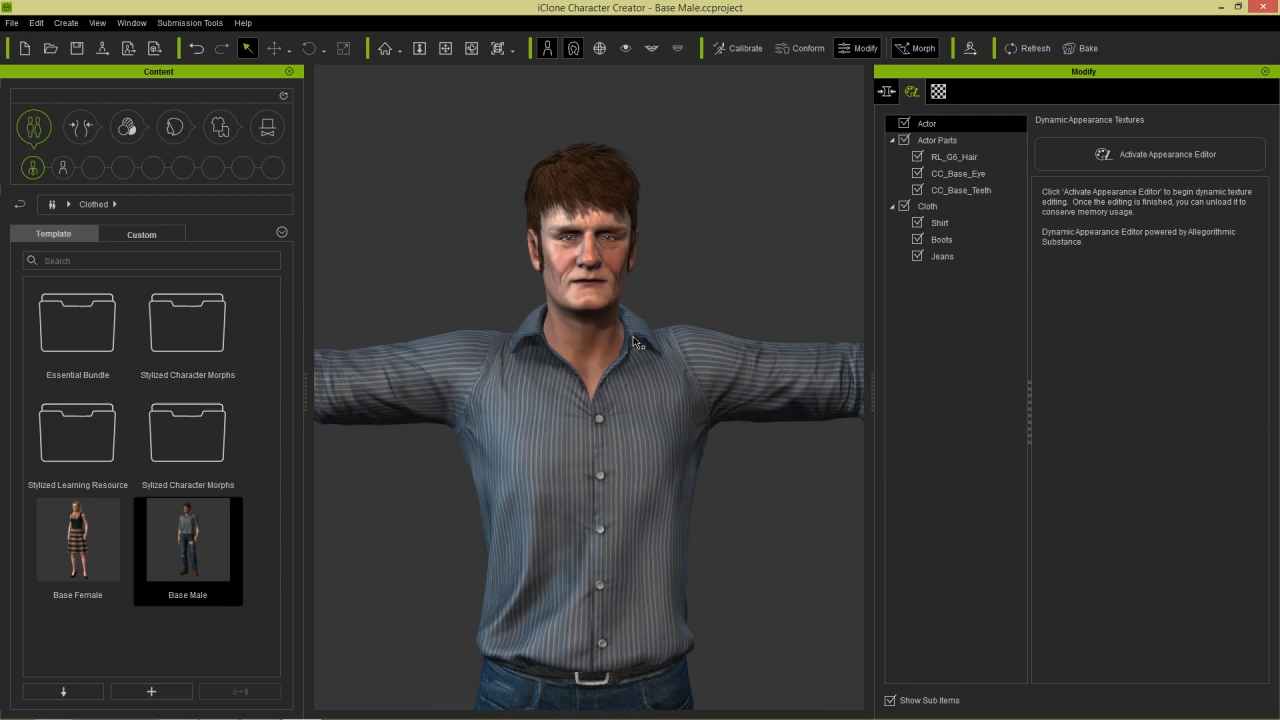 iClone Character Creator - Base Male.ccproject
File Edit Create View Window Submission Tools Help
Calibrate Conform Modify Morph Refresh Bake
Content
Clothed
Template Custom
Search
Essential Bundle Stylized Character Morphs
Stylized Learning Resource Sylized Character Morphs
Base Female Base Male
Modify
Actor
Actor Parts
RL_G6_Hair
CC_Base_Eye
CC_Base_Teeth
Cloth
Shirt
Boots
Jeans
Show Sub Items
Dynamic Appearance Textures
Activate Appearance Editor
Click 'Activate Appearance Editor' to begin dynamic texture
editing. Once the editing is finished, you can unload it to
conserve memory usage.
Dynamic Appearance Editor powered by Allegorithmic
Substance.